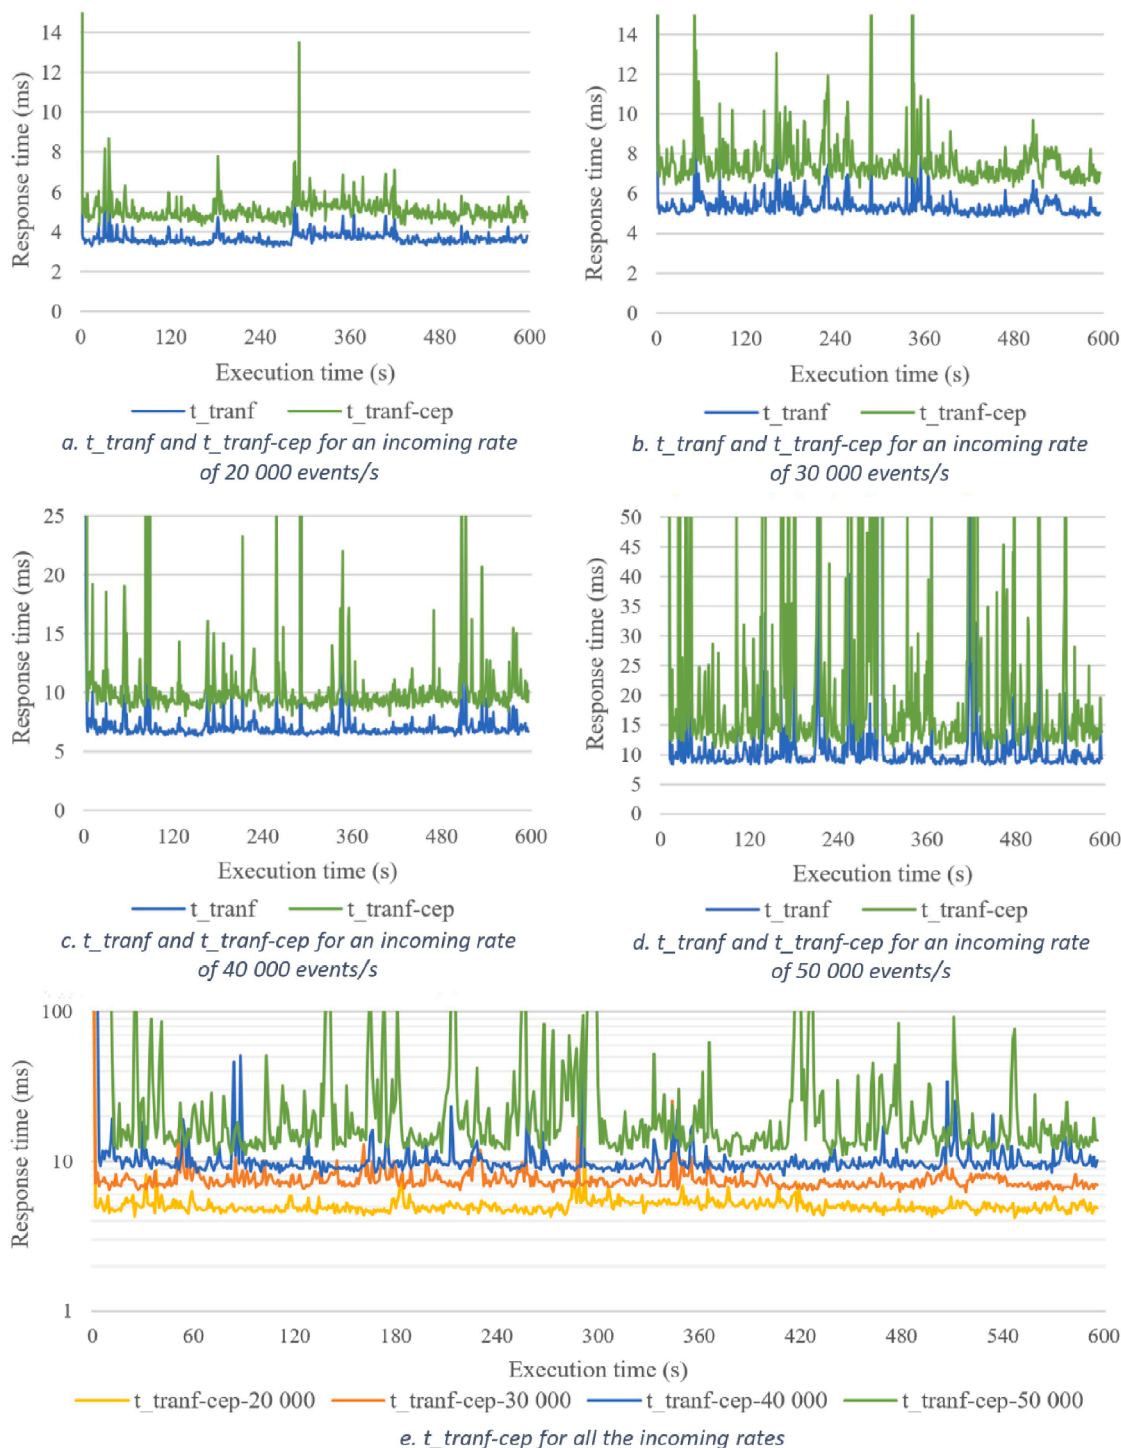 14
12
10
8
6
4
2
0
Response time (ms)
0 120 240 360 480 600
Execution time (s)
t_tranf t_tranf-cep
a. t_tranf and t_tranf-cep for an incoming rate
of 20 000 events/s
14
12
10
8
6
4
2
0
Response time (ms)
0 120 240 360 480 600
Execution time (s)
t_tranf t_tranf-cep
b. t_tranf and t_tranf-cep for an incoming rate
of 30 000 events/s
25
20
15
10
5
0
Response time (ms)
0 120 240 360 480 600
Execution time (s)
t_tranf t_tranf-cep
c. t_tranf and t_tranf-cep for an incoming rate
of 40 000 events/s
50
45
40
35
30
25
20
15
10
5
0
Response time (ms)
0 120 240 360 480 600
Execution time (s)
t_tranf t_tranf-cep
d. t_tranf and t_tranf-cep for an incoming rate
of 50 000 events/s
100
10
1
Response time (ms)
0 60 120 180 240 300 360 420 480 540 600
Execution time (s)
t_tranf-cep-20 000 t_tranf-cep-30 000 t_tranf-cep-40 000 t_tranf-cep-50 000
e. t_tranf-cep for all the incoming rates